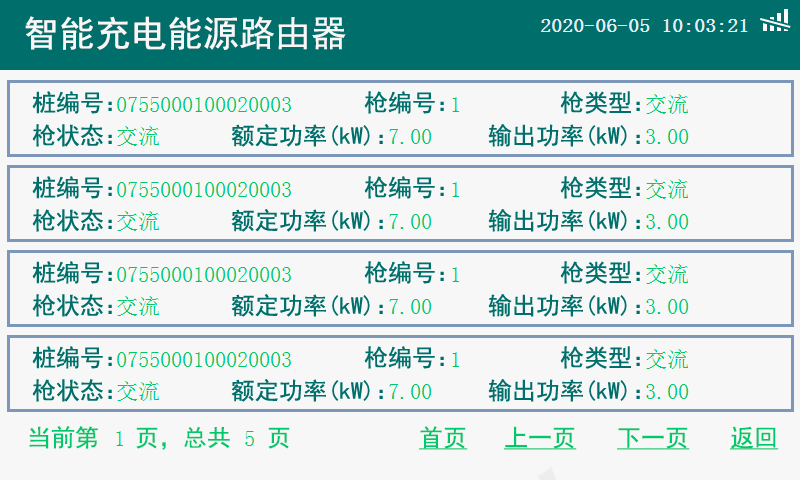 智能充电能源路由器 2020-06-05 10:03:21
桩编号:0755000100020003 枪编号:1 枪类型:交流
枪状态:交流 额定功率(kW):7.00 输出功率(kW):3.00
桩编号:0755000100020003 枪编号:1 枪类型:交流
枪状态:交流 额定功率(kW):7.00 输出功率(kW):3.00
桩编号:0755000100020003 枪编号:1 枪类型:交流
枪状态:交流 额定功率(kW):7.00 输出功率(kW):3.00
桩编号:0755000100020003 枪编号:1 枪类型:交流
枪状态:交流 额定功率(kW):7.00 输出功率(kW):3.00
当前第 1 页，总共 5 页 首页 上一页 下一页 返回